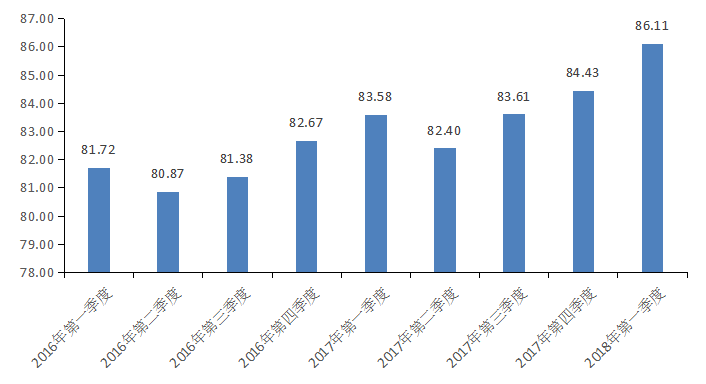 87.00
86.00
85.00
84.00
83.00
82.00
81.00
80.00
79.00
78.00
81.72
80.87
81.38
82.67
83.58
82.40
83.61
84.43
86.11
2016年第一季度
2016年第二季度
2016年第三季度
2016年第四季度
2017年第一季度
2017年第二季度
2017年第三季度
2017年第四季度
2018年第一季度